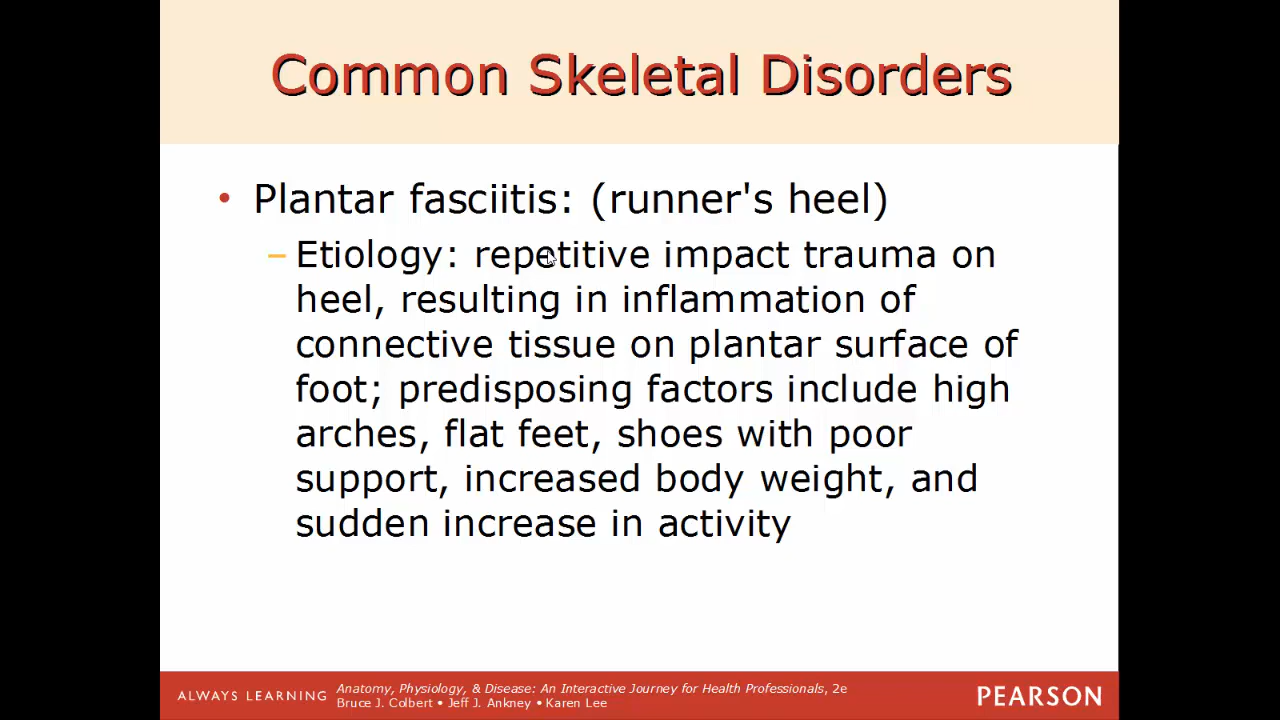 Common Skeletal Disorders
• Plantar fasciitis: (runner's heel)
– Etiology: repetitive impact trauma on
heel, resulting in inflammation of
connective tissue on plantar surface of
foot; predisposing factors include high
arches, flat feet, shoes with poor
support, increased body weight, and
sudden increase in activity
ALWAYS LEARNING
Anatomy, Physiology, & Disease: An Interactive Journey for Health Professionals, 2e
Bruce J. Colbert • Jeff J. Ankney • Karen Lee
PEARSON